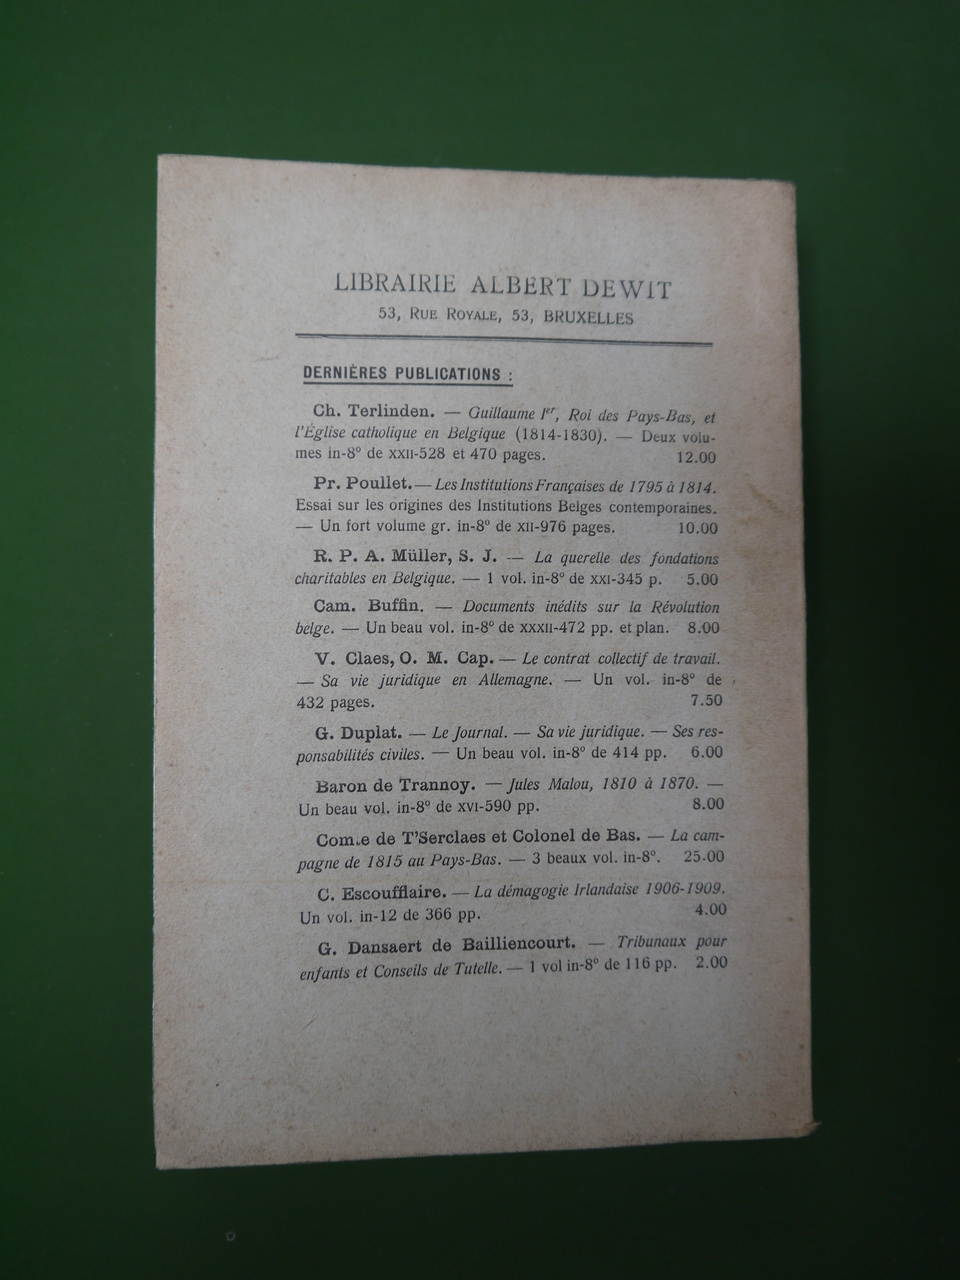 LIBRAIRIE ALBERT DEWIT
53, RUE ROYALE, 53, BRUXELLES
DERNIÈRES PUBLICATIONS :
Ch. Terlinden. — Guillaume Ier, Roi des Pays-Bas, et
l'Église catholique en Belgique (1814-1830). — Deux volu-
mes in-8° de XXII-528 et 470 pages. 12.00
Pr. Poullet. — Les Institutions Françaises de 1795 à 1814.
Essai sur les origines des Institutions Belges contemporaines.
— Un fort volume gr. in-8° de XII-976 pages. 10.00
R. P. A. Müller, S. J. — La querelle des fondations
charitables en Belgique. — 1 vol. in-8° de XXI-345 p. 5.00
Cam. Buffin. — Documents inédits sur la Révolution
belge. — Un beau vol. in-8° de XXXII-472 pp. et plan. 8.00
V. Claes, O. M. Cap. — Le contrat collectif de travail.
— Sa vie juridique en Allemagne. — Un vol. in-8° de
432 pages. 7.50
G. Duplat. — Le Journal. — Sa vie juridique. — Ses res-
ponsabilités civiles. — Un beau vol. in-8° de 414 pp. 6.00
Baron de Trannoy. — Jules Malou, 1810 à 1870. —
Un beau vol. in-8° de XVI-590 pp. 8.00
Comte de T'Serclaes et Colonel de Bas. — La cam-
pagne de 1815 au Pays-Bas. — 3 beaux vol. in-8°. 25.00
C. Escoufflaire. — La démagogie Irlandaise 1906-1909.
Un vol. in-12 de 366 pp. 4.00
G. Dansaert de Bailliencourt. — Tribunaux pour
enfants et Conseils de Tutelle. — 1 vol in-8° de 116 pp. 2.00